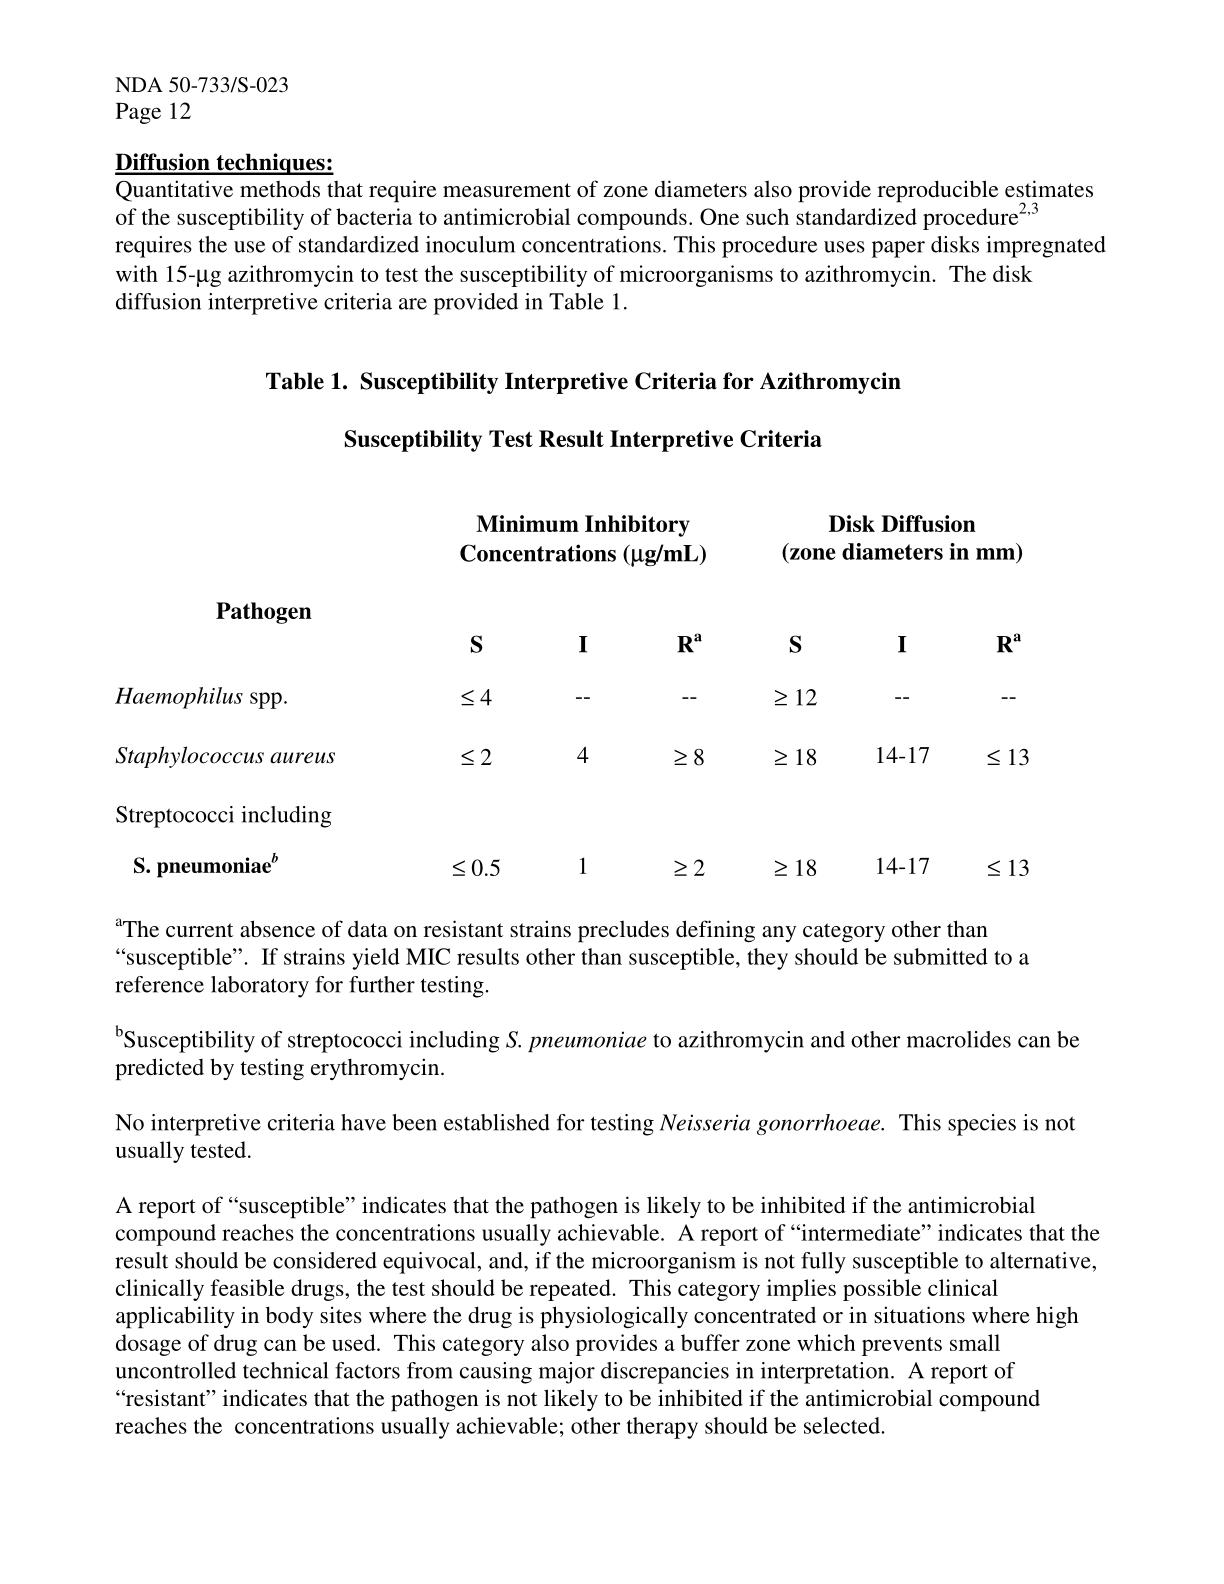 NDA 50-733/S-023
Page 12
Diffusion techniques:
Quantitative methods that require measurement of zone diameters also provide reproducible estimates
of the susceptibility of bacteria to antimicrobial compounds. One such standardized procedure2,3
requires the use of standardized inoculum concentrations. This procedure uses paper disks impregnated
with 15-μg azithromycin to test the susceptibility of microorganisms to azithromycin.  The disk
diffusion interpretive criteria are provided in Table 1.
Table 1.  Susceptibility Interpretive Criteria for Azithromycin
Susceptibility Test Result Interpretive Criteria
Minimum Inhibitory Disk Diffusion
Concentrations (μg/mL) (zone diameters in mm)
Pathogen
S I Ra S I Ra
Haemophilus spp. ≤ 4 -- -- ≥ 12 -- --
Staphylococcus aureus ≤ 2 4 ≥ 8 ≥ 18 14-17 ≤ 13
Streptococci including
S. pneumoniaeb ≤ 0.5 1 ≥ 2 ≥ 18 14-17 ≤ 13
aThe current absence of data on resistant strains precludes defining any category other than
“susceptible”.  If strains yield MIC results other than susceptible, they should be submitted to a
reference laboratory for further testing.
bSusceptibility of streptococci including S. pneumoniae to azithromycin and other macrolides can be
predicted by testing erythromycin.
No interpretive criteria have been established for testing Neisseria gonorrhoeae.  This species is not
usually tested.
A report of “susceptible” indicates that the pathogen is likely to be inhibited if the antimicrobial
compound reaches the concentrations usually achievable.  A report of “intermediate” indicates that the
result should be considered equivocal, and, if the microorganism is not fully susceptible to alternative,
clinically feasible drugs, the test should be repeated.  This category implies possible clinical
applicability in body sites where the drug is physiologically concentrated or in situations where high
dosage of drug can be used.  This category also provides a buffer zone which prevents small
uncontrolled technical factors from causing major discrepancies in interpretation.  A report of
“resistant” indicates that the pathogen is not likely to be inhibited if the antimicrobial compound
reaches the  concentrations usually achievable; other therapy should be selected.